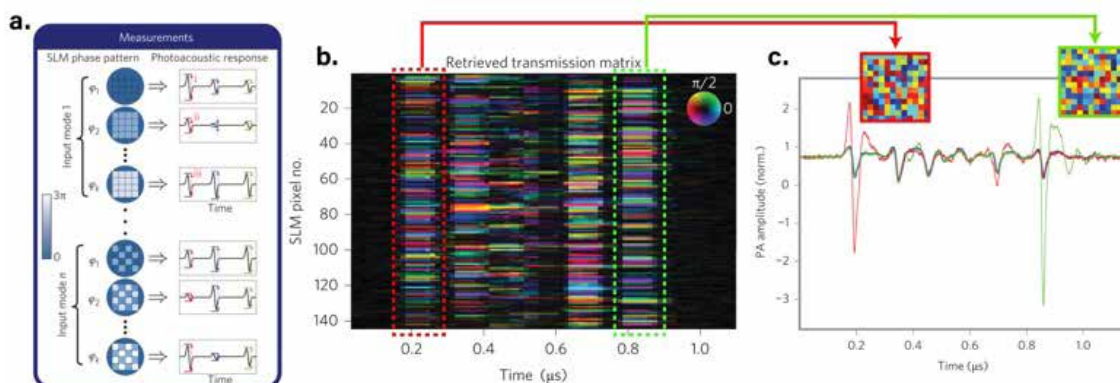 a.
Measurements
SLM phase pattern
Photoacoustic response
Input mode 1
φ1
φ2
φk
Time
3π
0
Input mode n
φ1
φ2
φk
Time
b.
Retrieved transmission matrix
π/2
0
SLM pixel no.
20
40
60
80
100
120
140
0.2
0.4
0.6
0.8
1.0
Time (μs)
c.
PA amplitude (norm.)
2
1
0
−1
−2
−3
0.2
0.4
0.6
0.8
1.0
Time (μs)